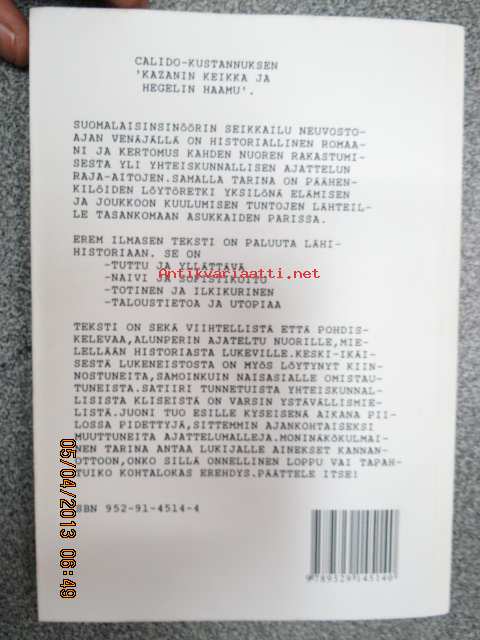 CALIDO-KUSTANNUKSEN
'KAZANIN KEIKKA JA
HEGELIN HAAMU'.
SUOMALAISINSINÖÖRIN SEIKKAILU NEUVOSTO-
AJAN VENÄJÄLLÄ ON HISTORIALLINEN ROMAA-
NI JA KERTOMUS KAHDEN NUOREN RAKASTUMI-
SESTA YLI YHTEISKUNNALLISEN AJATTELUN
RAJA-AITOJEN.SAMALLA TARINA ON PÄÄHEN-
KILÖIDEN LÖYTÖRETKI YKSILÖNÄ ELÄMISEN
JA JOUKKOON KUULUMISEN TUNTOJEN LÄHTEIL-
LE TASANKOMAAN ASUKKAIDEN PARISSA.
EREM ILMASEN TEKSTI ON PALUUTA LÄHI-
HISTORIAAN. SE ON
-TUTTU JA YLLÄTTÄVÄ
Antikvariaatti.net
-NAIVI JA SOFISTIKOITU
-TOTINEN JA ILKIKURINEN
-TALOUSTIETOA JA UTOPIAA
TEKSTI ON SEKÄ VIIHTELLISTÄ ETTÄ POHDIS-
KELEVAA,ALUNPERIN AJATELTU NUORILLE,MIE-
LELLÄÄN HISTORIASTA LUKEVILLE.KESKI-IKÄI-
SESTÄ LUKENEISTOSTA ON MYÖS LÖYTYNYT KIIN-
NOSTUNEITA,SAMOINKUIN NAISASIALLE OMISTAU-
TUNEISTA.SATIIRI TUNNETUISTA YHTEISKUNNAL-
LISISTA KLISEISTÄ ON VARSIN YSTÄVÄLLISMIE-
LISTÄ.JUONI TUO ESILLE KYSEISENÄ AIKANA PII-
LOSSA PIDETTYJÄ,SITTEMMIN AJANKOHTAISEKSI
MUUTTUNEITA AJATTELUMALLEJA.MONINÄKÖKULMAI-
NEN TARINA ANTAA LUKIJALLE AINEKSET KANNAN-
OTTOON,ONKO SILLÄ ONNELLINEN LOPPU VAI TAPAH-
TUIKO KOHTALOKAS EREHDYS.PÄÄTTELE ITSE!
ISBN 952-91-4514-4
9 789529 145140
05/04/2013 06:49